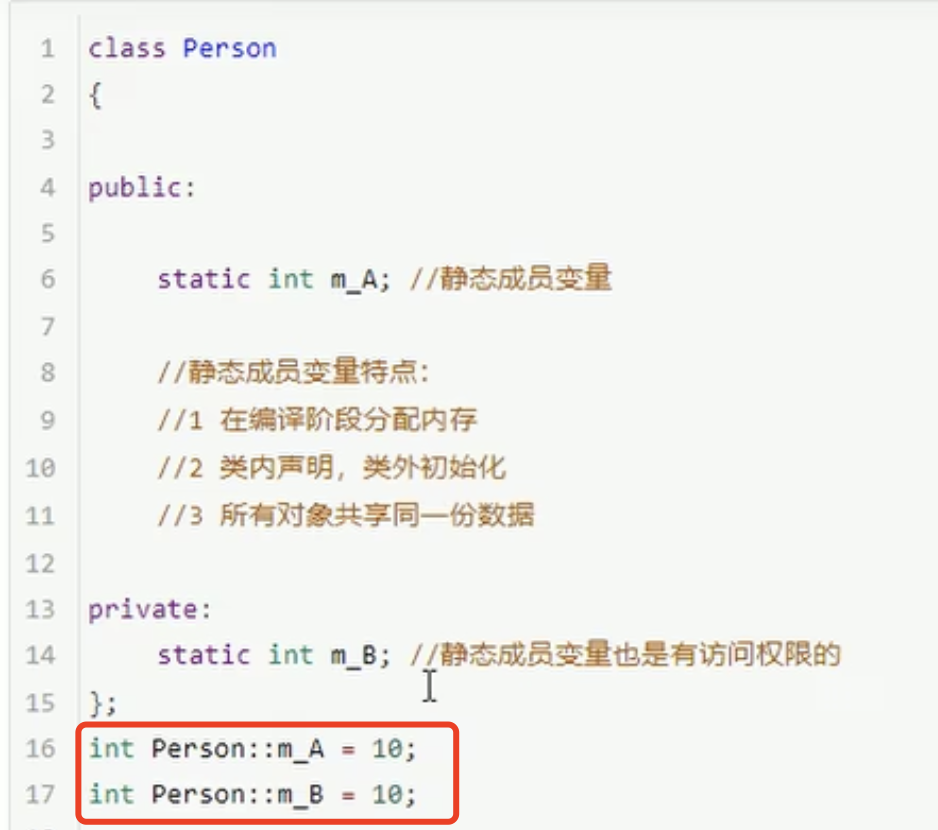 1 class Person
2 {
3
4 public:
5
6 static int m_A; //静态成员变量
7
8 //静态成员变量特点：
9 //1 在编译阶段分配内存
10 //2 类内声明，类外初始化
11 //3 所有对象共享同一份数据
12
13 private:
14 static int m_B; //静态成员变量也是有访问权限的
15 };
16 int Person::m_A = 10;
17 int Person::m_B = 10;